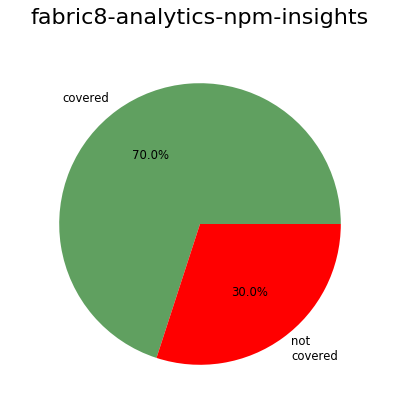 fabric8-analytics-npm-insights
covered
70.0%
30.0%
not
covered